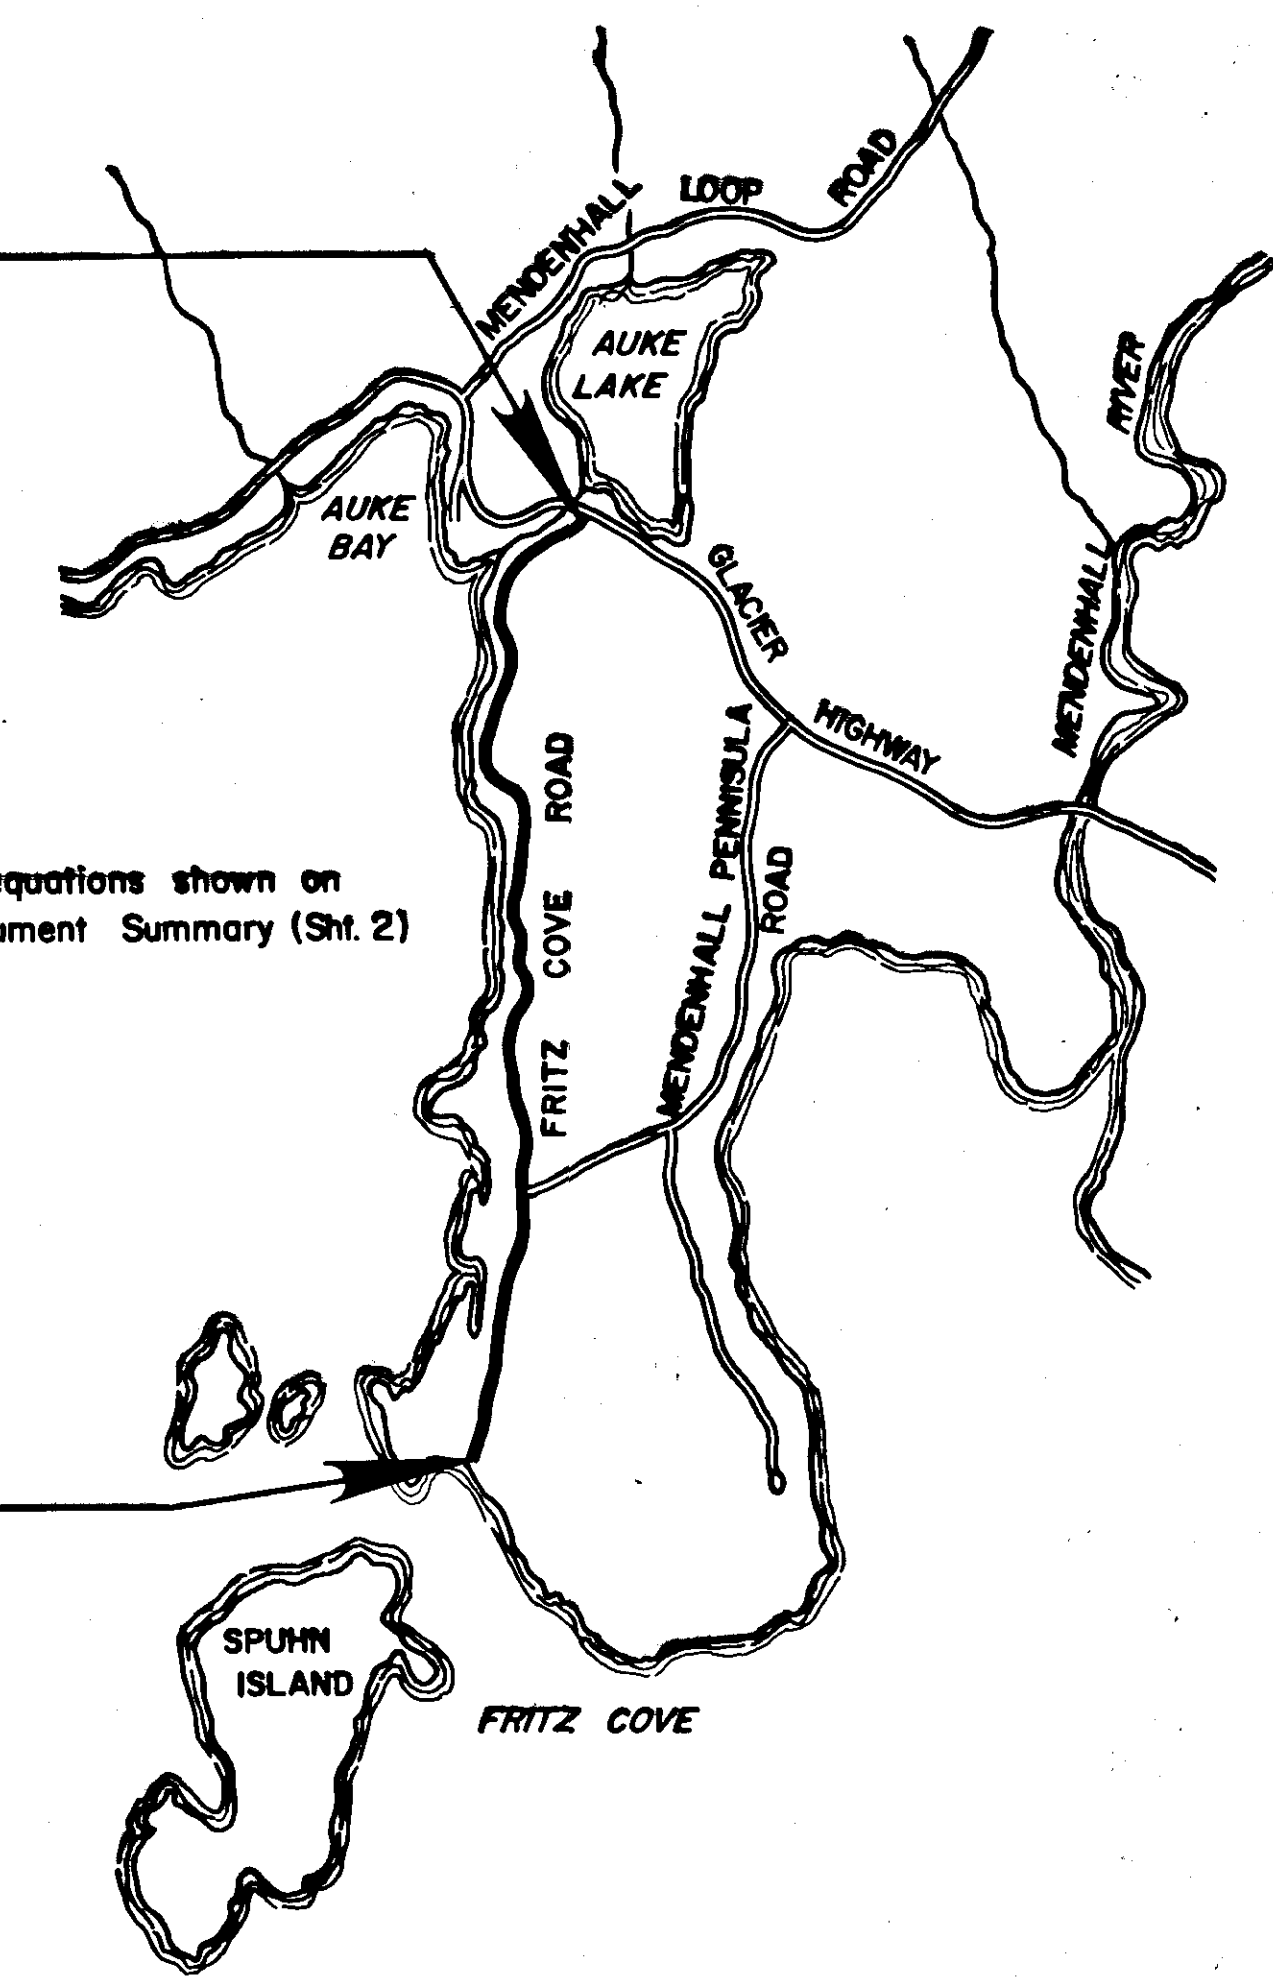 MENDENHALL LOOP ROAD
AUKE
LAKE
AUKE
BAY
GLACIER HIGHWAY
MENDENHALL RIVER
MENDENHALL PENNISULA
ROAD
FRITZ COVE ROAD
equations shown on
ament Summary (Sht. 2)
SPUHN
ISLAND
FRITZ COVE